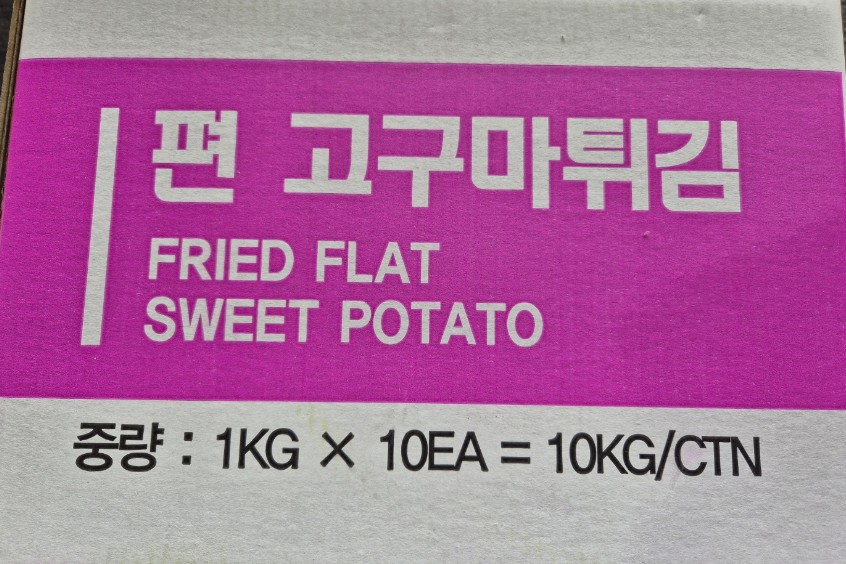 편 고구마튀김
FRIED FLAT
SWEET POTATO
중량 : 1KG × 10EA = 10KG/CTN